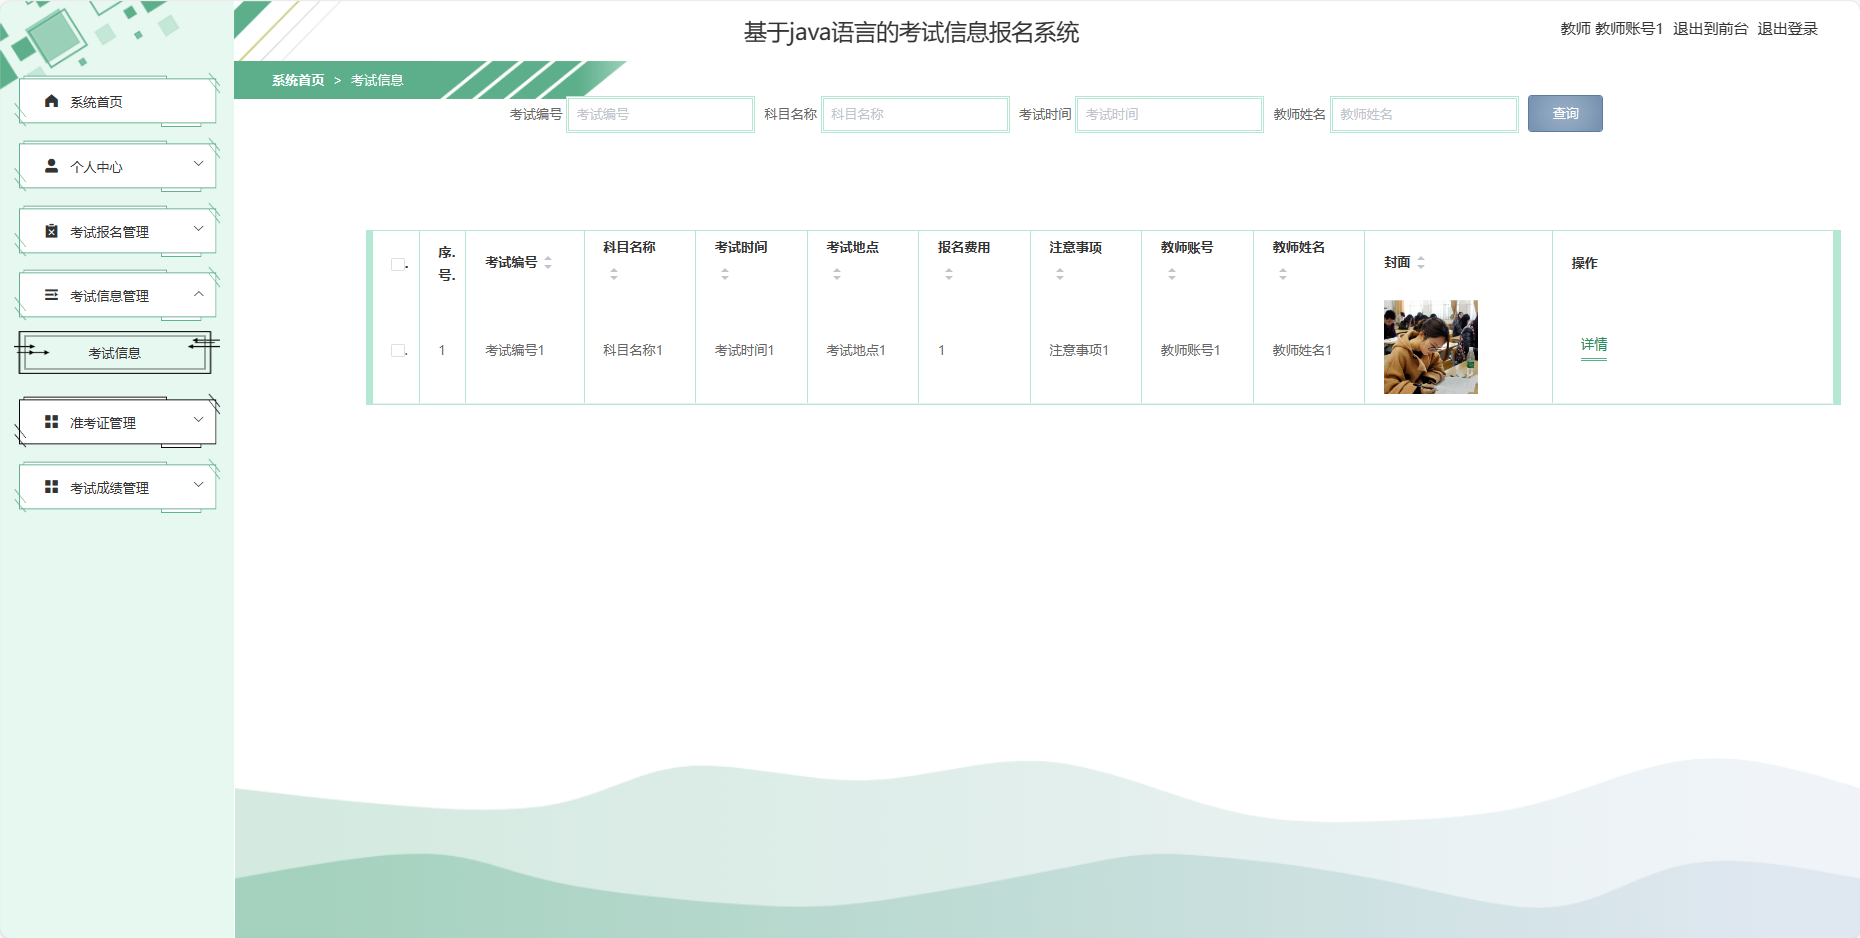 基于java语言的考试信息报名系统
教师 教师账号1 退出到前台 退出登录
系统首页 > 考试信息
系统首页
个人中心
考试报名管理
考试信息管理
考试信息
准考证管理
考试成绩管理
考试编号 考试编号 科目名称 科目名称 考试时间 考试时间 教师姓名 教师姓名 查询
序号 考试编号 科目名称 考试时间 考试地点 报名费用 注意事项 教师账号 教师姓名 封面 操作
1 考试编号1 科目名称1 考试时间1 考试地点1 1 注意事项1 教师账号1 教师姓名1 详情